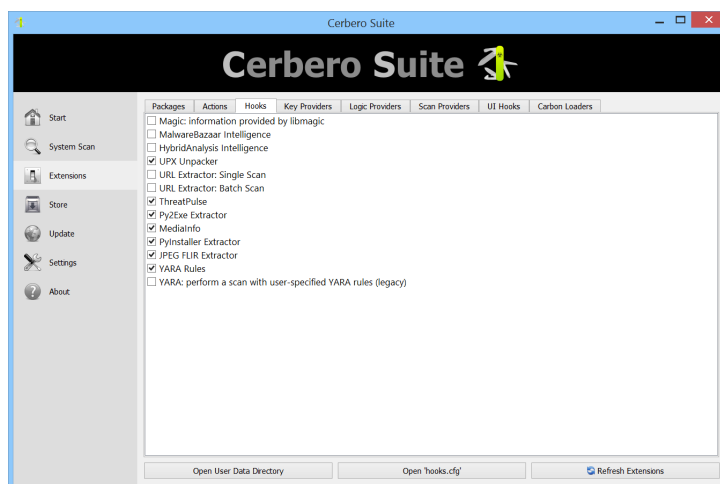 Cerbero Suite
Cerbero Suite
Start
System Scan
Extensions
Store
Update
Settings
About
Packages Actions Hooks Key Providers Logic Providers Scan Providers UI Hooks Carbon Loaders
Magic: information provided by libmagic
MalwareBazaar Intelligence
HybridAnalysis Intelligence
UPX Unpacker
URL Extractor: Single Scan
URL Extractor: Batch Scan
ThreatPulse
Py2Exe Extractor
MediaInfo
PyInstaller Extractor
JPEG FLIR Extractor
YARA Rules
YARA: perform a scan with user-specified YARA rules (legacy)
Open User Data Directory Open 'hooks.cfg' Refresh Extensions